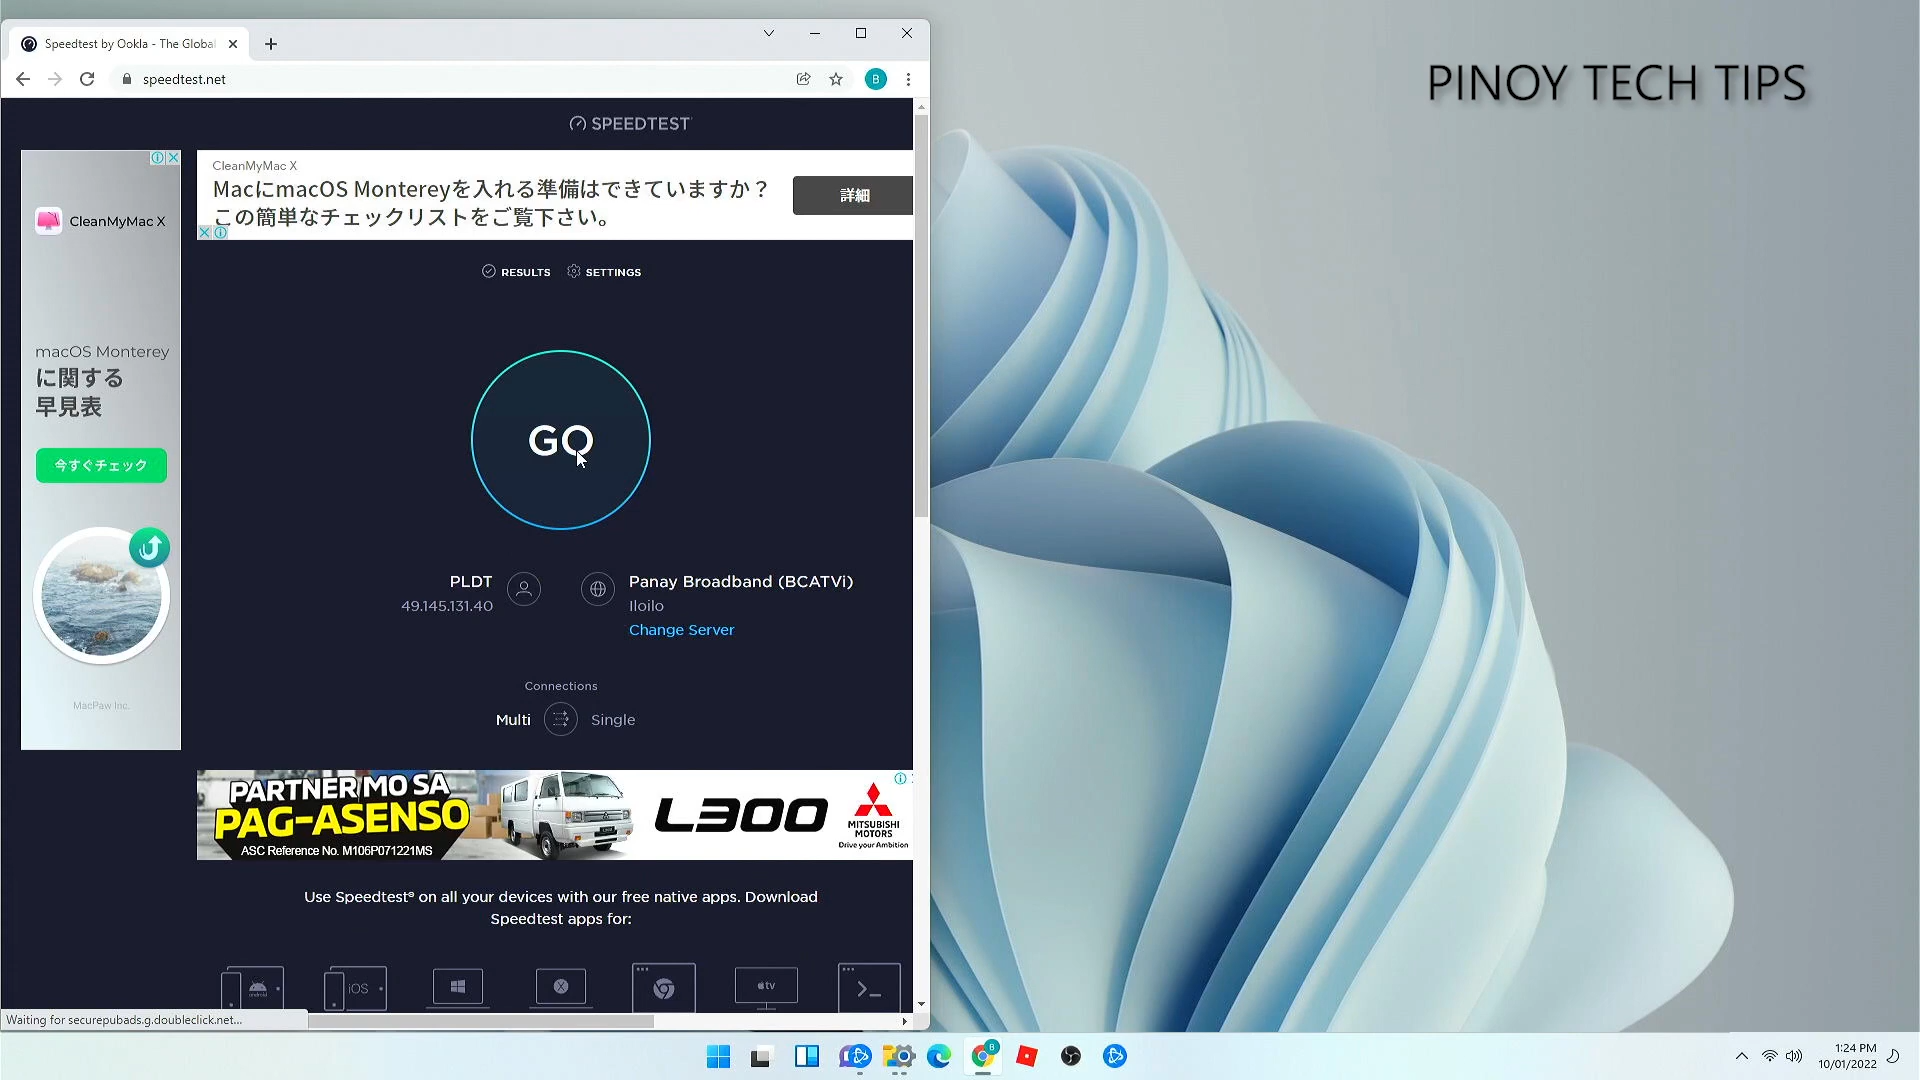 Speedtest by Ookla - The Global
PINOY TECH TIPS
speedtest.net
B
SPEEDTEST
CleanMyMac X
MacにmacOS Montereyを入れる準備はできていますか？
この簡単なチェックリストをご覧下さい。
詳細
CleanMyMac X
macOS Monterey
に関する
早見表
今すぐチェック
MacPaw Inc.
RESULTS
SETTINGS
GO
PLDT
49.145.131.40
Panay Broadband (BCATVi)
Iloilo
Change Server
Connections
Multi
Single
PARTNER MO SA
PAG-ASENSO
ASC Reference No. M106P071221MS
L300
MITSUBISHI
MOTORS
Drive your Ambition
Use Speedtest® on all your devices with our free native apps. Download
Speedtest apps for:
android
iOS
tv
Waiting for securepubads.g.doubleclick.net...
B
1:24 PM
10/01/2022